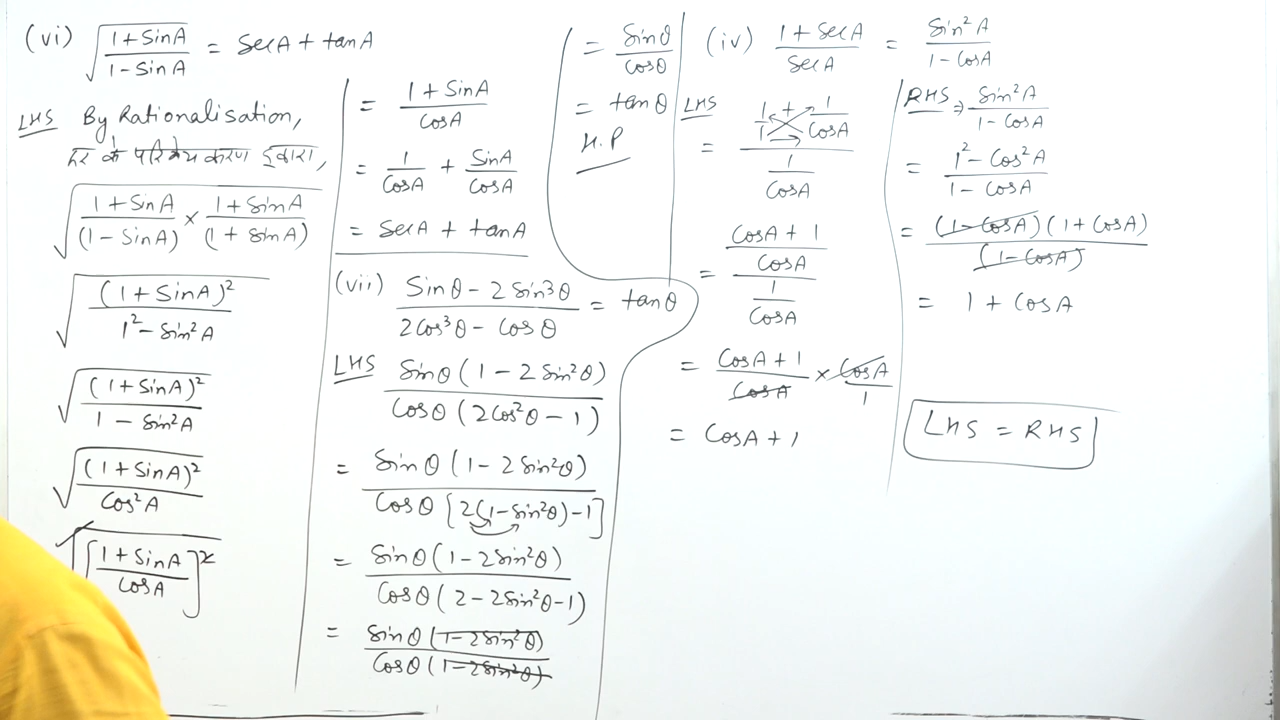 (vi) √((1 + SinA)/(1 - SinA)) = SecA + tanA
LHS By Rationalisation,
हर के परिमेय करण द्वारा,
√((1 + SinA)/(1 - SinA) × (1 + SinA)/(1 + SinA))
√((1 + SinA)²/(1² - Sin²A))
√((1 + SinA)²/(1 - Sin²A))
√((1 + SinA)²/Cos²A)
√([(1 + SinA)/CosA]²)
= (1 + SinA)/CosA
= 1/CosA + SinA/CosA
= SecA + tanA
(vii) (Sinθ - 2Sin³θ)/(2Cos³θ - Cosθ) = tanθ
LHS Sinθ(1 - 2Sin²θ)/Cosθ(2Cos²θ - 1)
= Sinθ(1 - 2Sin²θ)/Cosθ[2(1 - Sin²θ) - 1]
= Sinθ(1 - 2Sin²θ)/Cosθ(2 - 2Sin²θ - 1)
= Sinθ(1 - 2Sin²θ)/Cosθ(1 - 2Sin²θ)
= Sinθ/Cosθ
= tanθ
H.P
(iv) (1 + SecA)/SecA = Sin²A/(1 - CosA)
LHS
= (1/1 + 1/CosA)/(1/CosA)
= ((CosA + 1)/CosA)/(1/CosA)
= (CosA + 1)/CosA × CosA/1
= CosA + 1
RHS ⇒ Sin²A/(1 - CosA)
= (1² - Cos²A)/(1 - CosA)
= (1 - CosA)(1 + CosA)/(1 - CosA)
= 1 + CosA
LHS = RHS